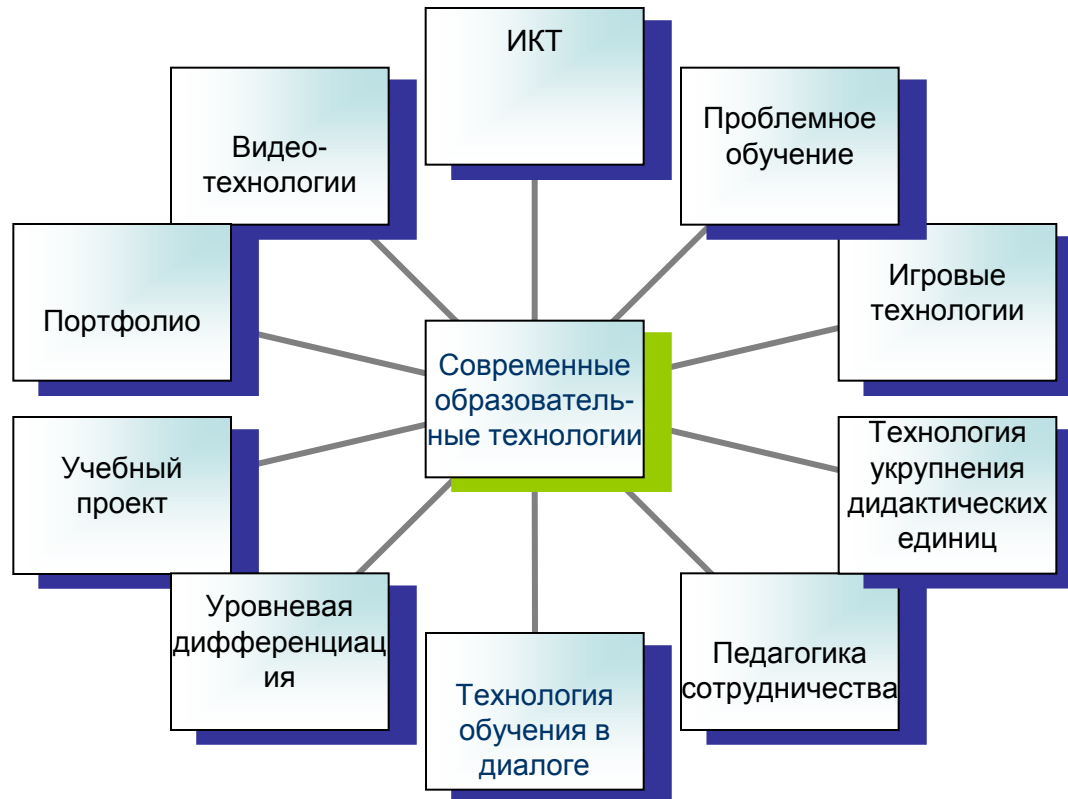 ИКТ
Проблемное
обучение
Видео-
технологии
Игровые
технологии
Портфолио
Современные
образователь-
ные технологии
Технология
укрупнения
дидактических
единиц
Учебный
проект
Уровневая
дифференциац
ия
Педагогика
сотрудничества
Технология
обучения в
диалоге